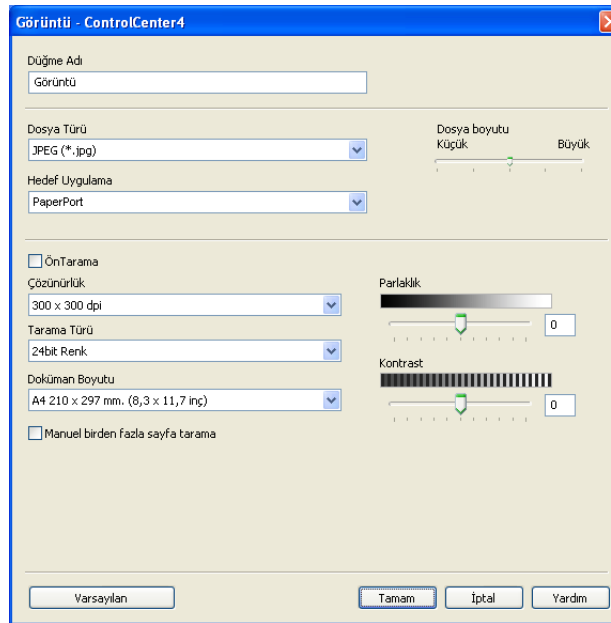 Görüntü - ControlCenter4
Düğme Adı
Görüntü
Dosya Türü
JPEG (*.jpg)
Dosya boyutu
Küçük Büyük
Hedef Uygulama
PaperPort
ÖnTarama
Çözünürlük
300 x 300 dpi
Tarama Türü
24bit Renk
Doküman Boyutu
A4 210 x 297 mm. (8,3 x 11,7 inç)
Manuel birden fazla sayfa tarama
Parlaklık
0
Kontrast
0
Varsayılan Tamam İptal Yardım